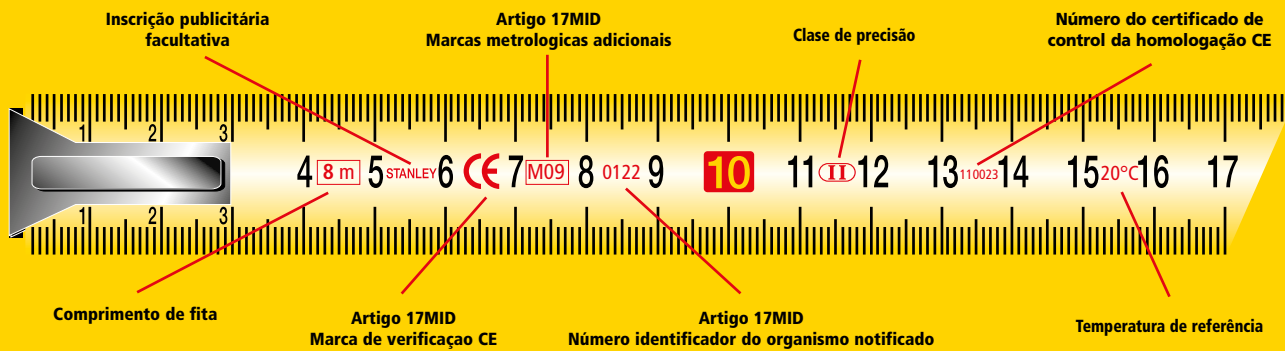 Inscrição publicitária
facultativa
Artigo 17MID
Marcas metrologicas adicionais
Clase de precisão
Número do certificado de
control da homologação CE
1 2 3
4 8 m 5 STANLEY 6 CE 7 M09 8 0122 9 10 11 II 12 13 110023 14 15 20°C 16 17
1 2 3
Comprimento de fita
Artigo 17MID
Marca de verificaçao CE
Artigo 17MID
Número identificador do organismo notificado
Temperatura de referência